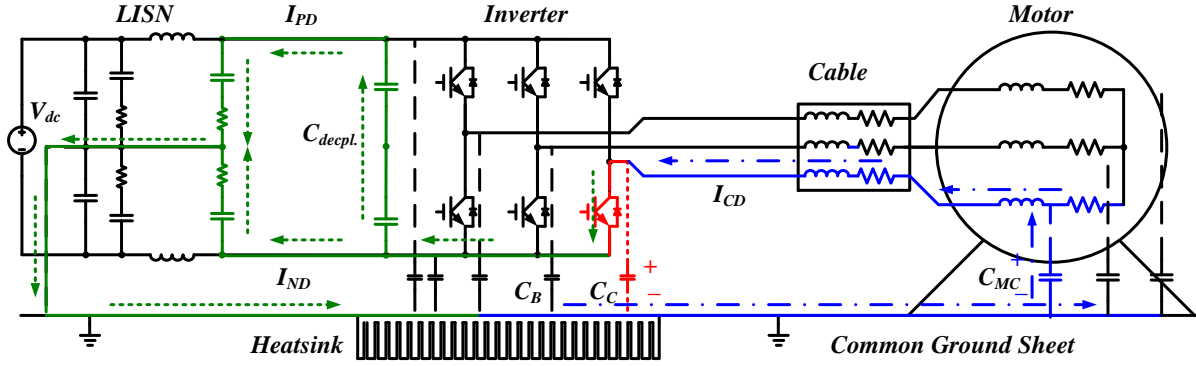 LISN
I_PD
Inverter
Motor
Cable
V_dc
C_decpl.
I_CD
I_ND
C_B
C_C
+
−
C_MC
+
−
Heatsink
Common Ground Sheet